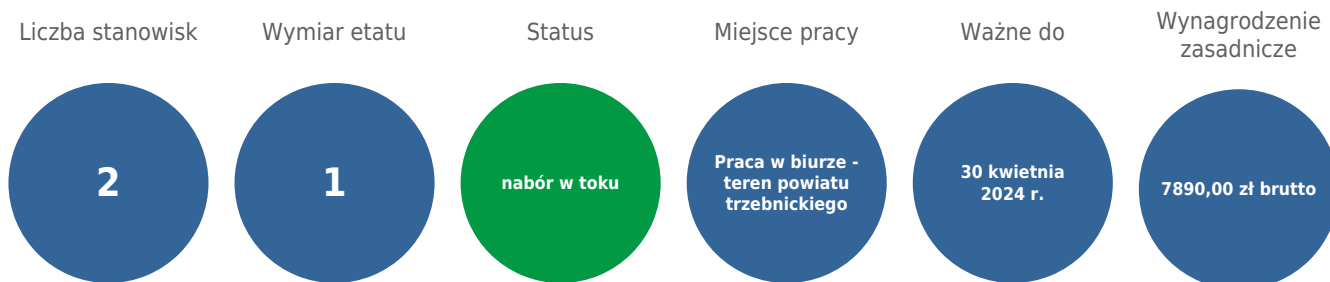 Liczba stanowisk
Wymiar etatu
Status
Miejsce pracy
Ważne do
Wynagrodzenie
zasadnicze
2
1
nabór w toku
Praca w biurze -
teren powiatu
trzebnickiego
30 kwietnia
2024 r.
7890,00 zł brutto